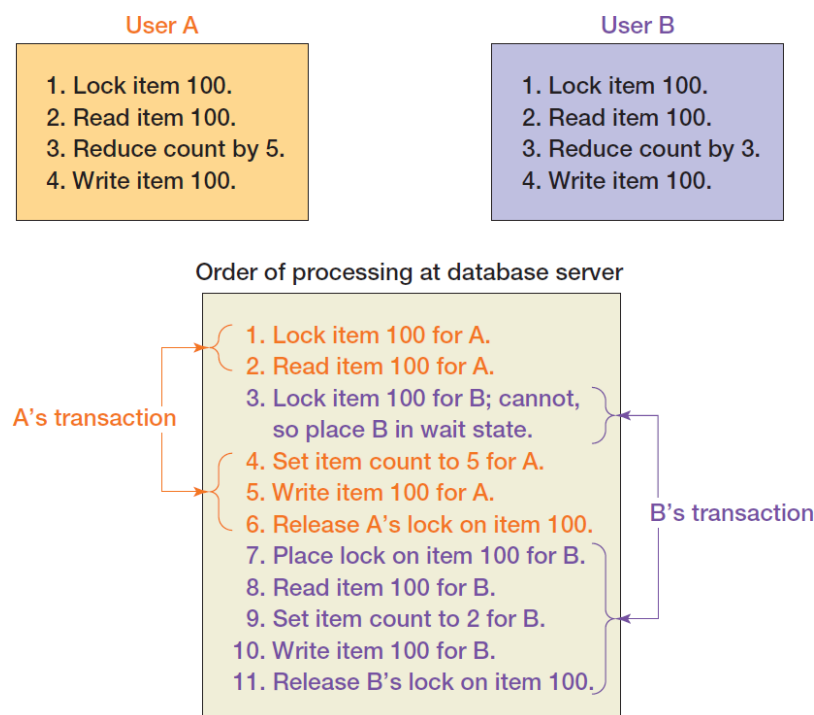 User A
1. Lock item 100.
2. Read item 100.
3. Reduce count by 5.
4. Write item 100.
User B
1. Lock item 100.
2. Read item 100.
3. Reduce count by 3.
4. Write item 100.
Order of processing at database server
1. Lock item 100 for A.
2. Read item 100 for A.
3. Lock item 100 for B; cannot,
so place B in wait state.
4. Set item count to 5 for A.
5. Write item 100 for A.
6. Release A's lock on item 100.
7. Place lock on item 100 for B.
8. Read item 100 for B.
9. Set item count to 2 for B.
10. Write item 100 for B.
11. Release B's lock on item 100.
A's transaction
B's transaction